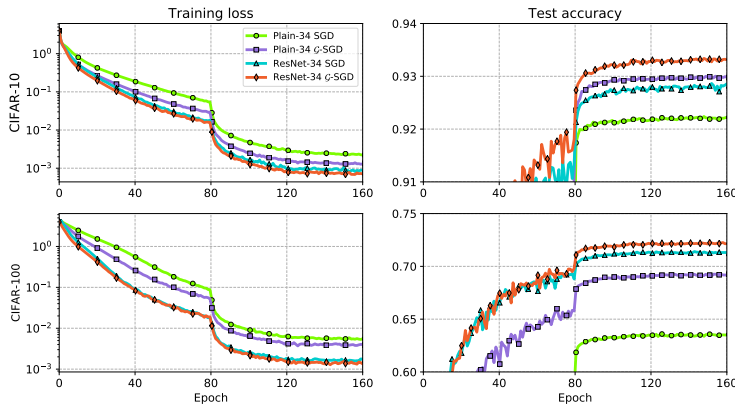 Training loss
Test accuracy
CIFAR-10
10⁰
10⁻¹
10⁻²
10⁻³
Plain-34 SGD
Plain-34 𝒢-SGD
ResNet-34 SGD
ResNet-34 𝒢-SGD
0 40 80 120 160
0.94
0.93
0.92
0.91
0 40 80 120 160
CIFAR-100
10⁰
10⁻¹
10⁻²
10⁻³
0 40 80 120 160
Epoch
0.75
0.70
0.65
0.60
0 40 80 120 160
Epoch